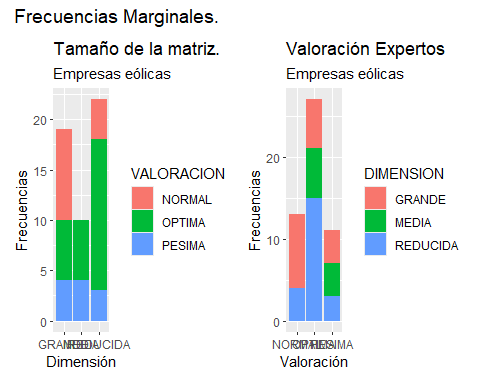 Frecuencias Marginales.
Tamaño de la matriz.
Empresas eólicas
Frecuencias
20
15
10
5
0
Dimensión
VALORACION
NORMAL
OPTIMA
PESIMA
Valoración Expertos
Empresas eólicas
Frecuencias
20
10
0
Valoración
DIMENSION
GRANDE
MEDIA
REDUCIDA